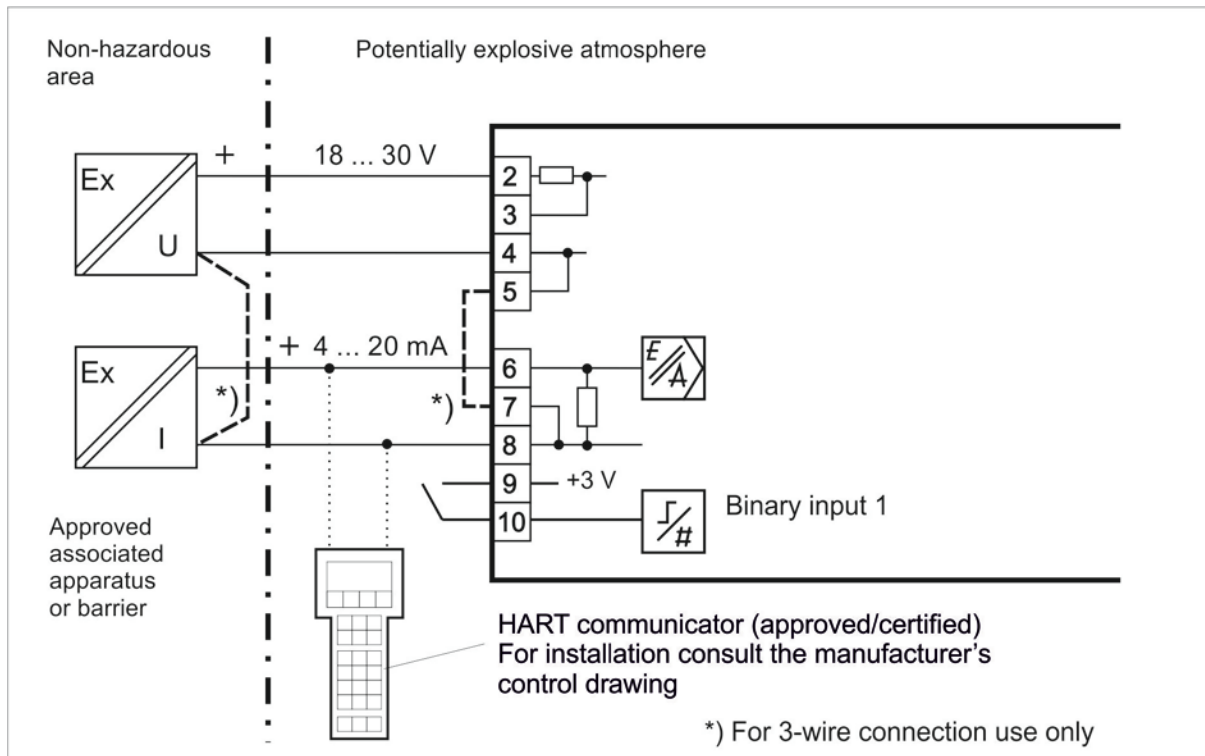 Non-hazardous
area
Potentially explosive atmosphere
Ex
U
+
18 ... 30 V
2
3
4
5
Ex
I
*)
+ 4 ... 20 mA
*)
6
7
8
9
10
E
A
+3 V
#
Binary input 1
Approved
associated
apparatus
or barrier
HART communicator (approved/certified)
For installation consult the manufacturer's
control drawing
*) For 3-wire connection use only